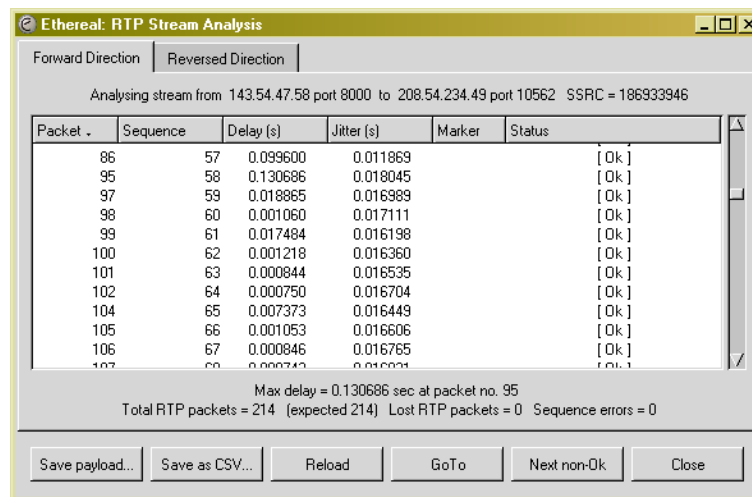 Ethereal: RTP Stream Analysis
Forward Direction Reversed Direction
Analysing stream from 143.54.47.58 port 8000 to 208.54.234.49 port 10562 SSRC = 186933946
Packet Sequence Delay (s) Jitter (s) Marker Status
86 57 0.099600 0.011869 [ Ok ]
95 58 0.130686 0.018045 [ Ok ]
97 59 0.018865 0.016989 [ Ok ]
98 60 0.001060 0.017111 [ Ok ]
99 61 0.017484 0.016198 [ Ok ]
100 62 0.001218 0.016360 [ Ok ]
101 63 0.000844 0.016535 [ Ok ]
102 64 0.000750 0.016704 [ Ok ]
104 65 0.007373 0.016449 [ Ok ]
105 66 0.001053 0.016606 [ Ok ]
106 67 0.000846 0.016765 [ Ok ]
Max delay = 0.130686 sec at packet no. 95
Total RTP packets = 214 (expected 214) Lost RTP packets = 0 Sequence errors = 0
Save payload... Save as CSV... Reload GoTo Next non-Ok Close